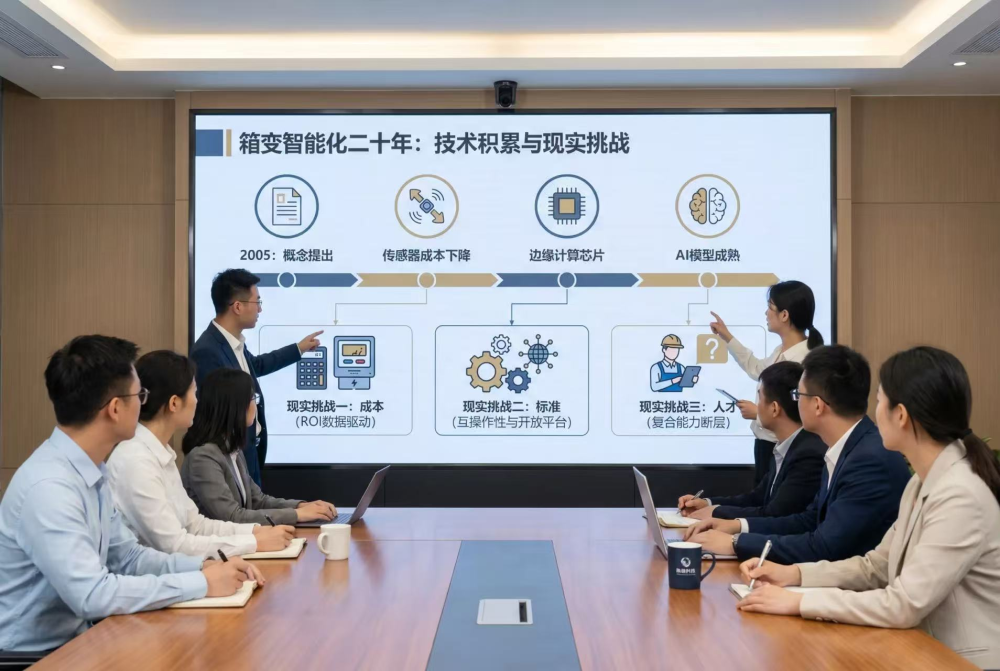 箱变智能化二十年：技术积累与现实挑战
2005：概念提出
传感器成本下降
边缘计算芯片
AI模型成熟
?
现实挑战一：成本
(ROI数据驱动)
现实挑战二：标准
(互操作性与开放平台)
现实挑战三：人才
(复合能力断层)